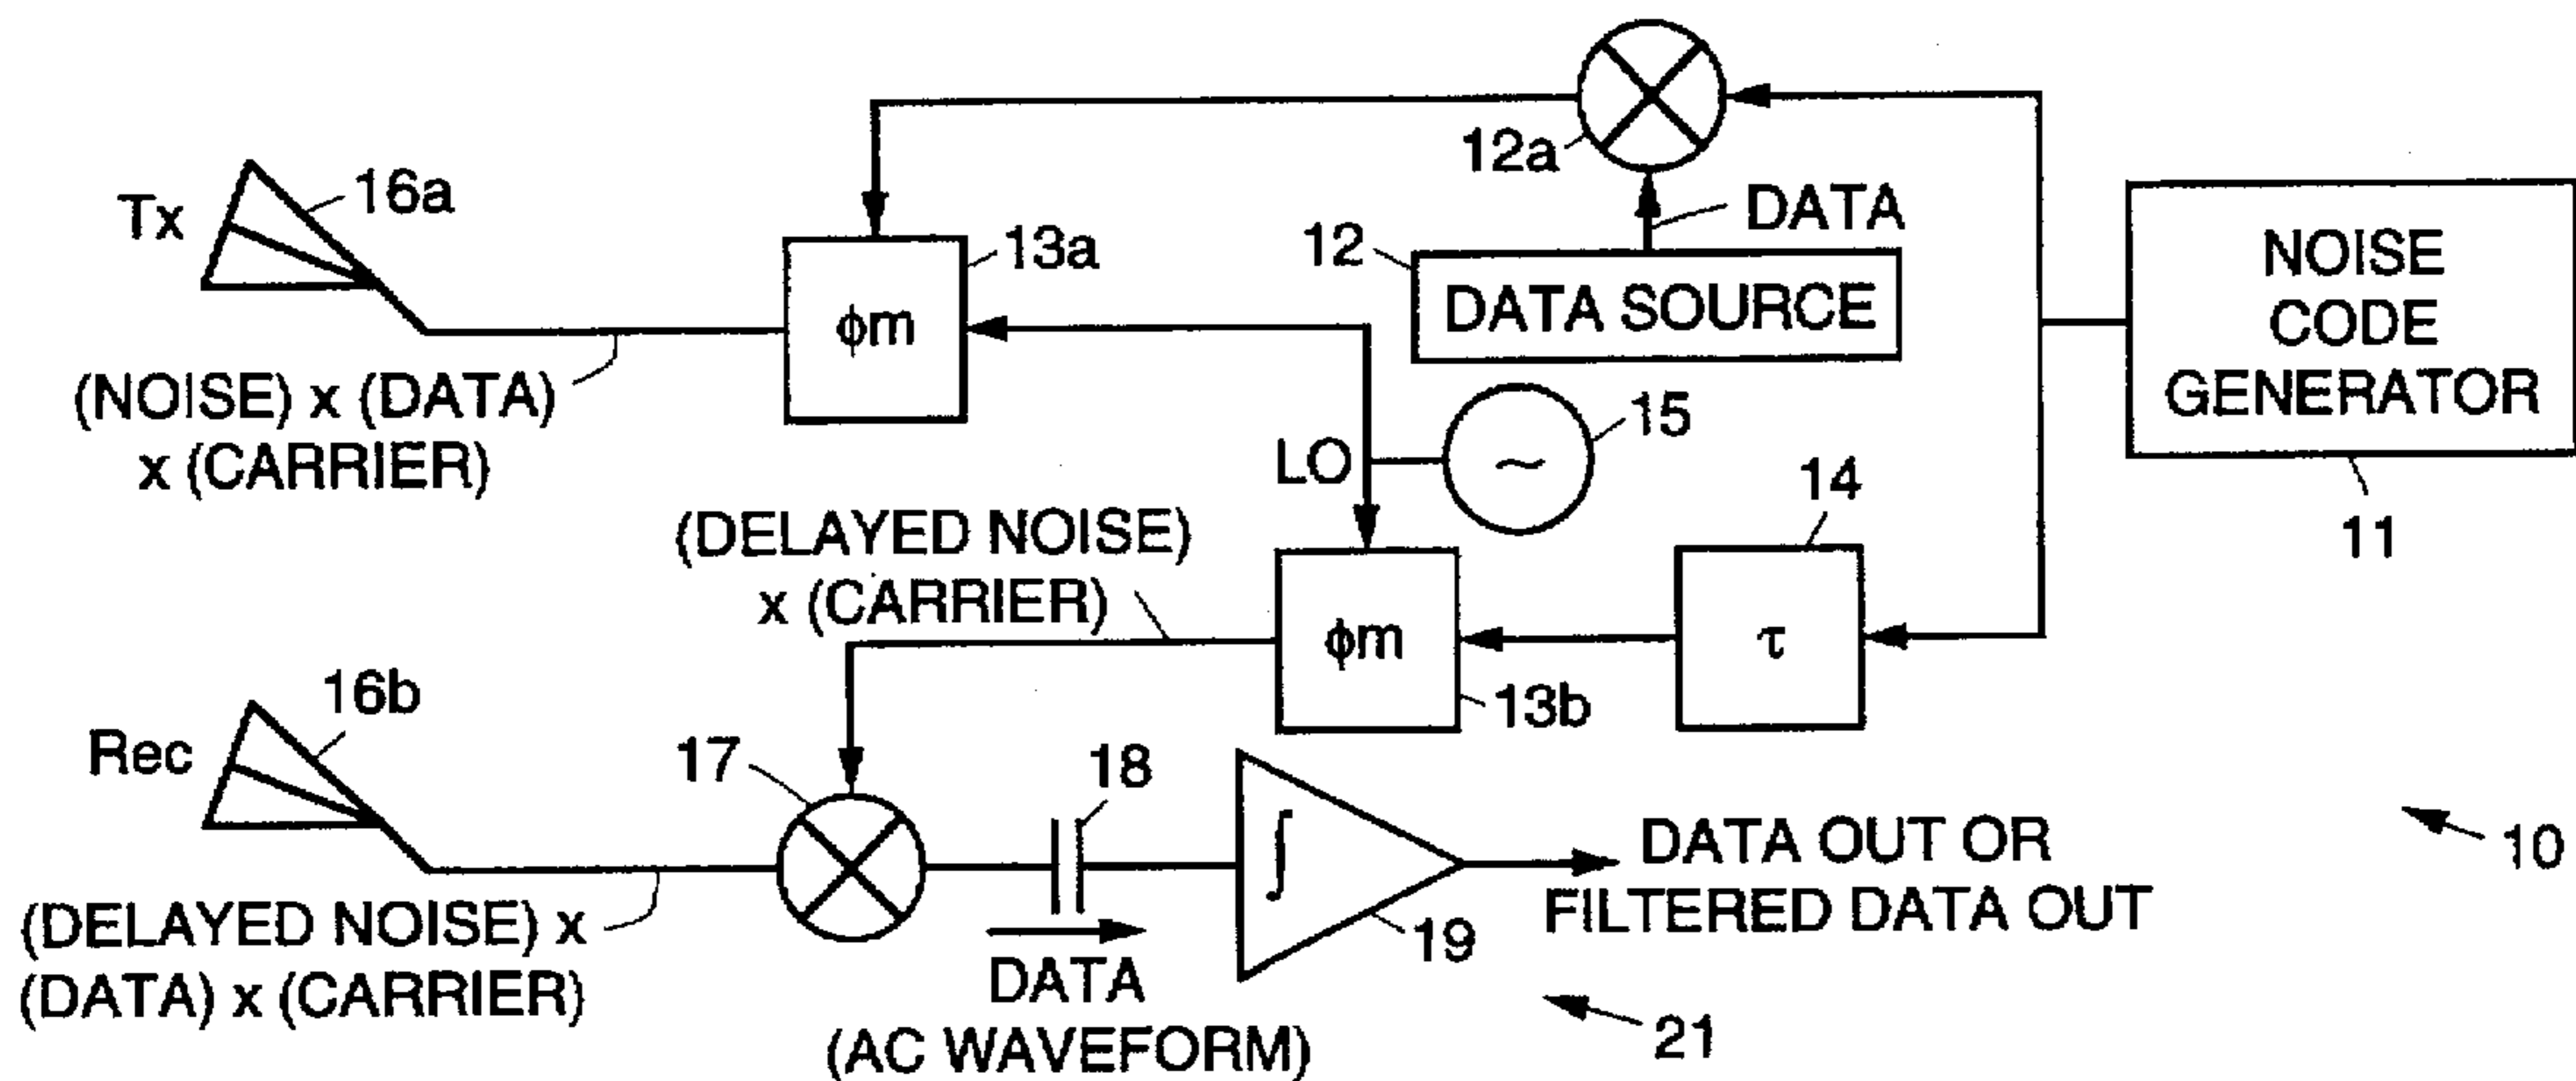 12a
Tx
16a
DATA
13a
12
NOISE
CODE
GENERATOR
DATA SOURCE
ϕm
(NOISE) x (DATA)
x (CARRIER)
15
LO
~
14
11
(DELAYED NOISE)
x (CARRIER)
ϕm
τ
13b
16b
Rec
17
18
∫
DATA OUT OR
FILTERED DATA OUT
10
19
(DELAYED NOISE) x
(DATA) x (CARRIER)
DATA
(AC WAVEFORM)
21